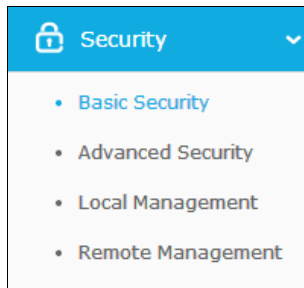 Security
Basic Security
Advanced Security
Local Management
Remote Management